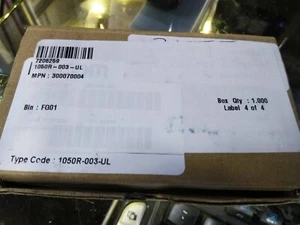 7206259
1050R-003-UL
MPN : 300070004
Bin : FG01
Box Qty : 1.000
Label 4 of 4
Type Code : 1050R-003-UL